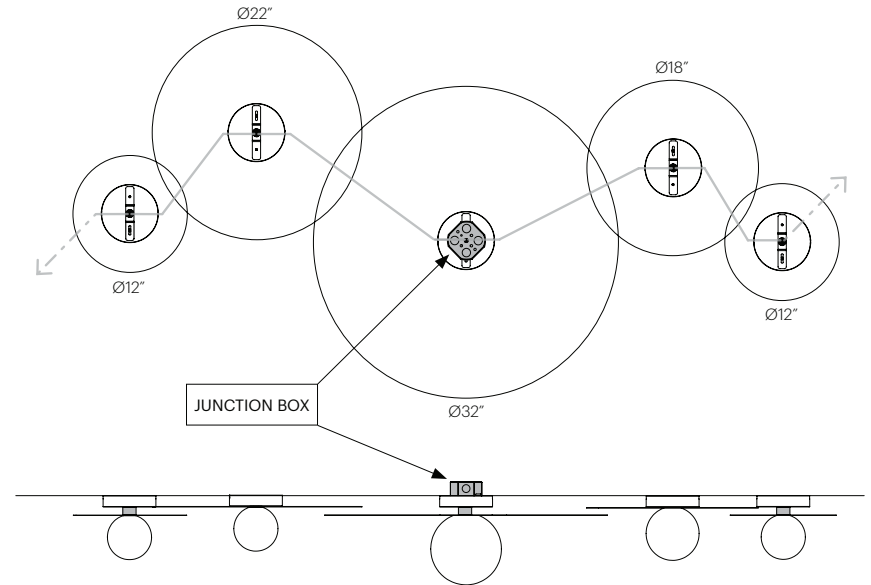 Ø22”
Ø18”
Ø12”
Ø12”
JUNCTION BOX
Ø32”